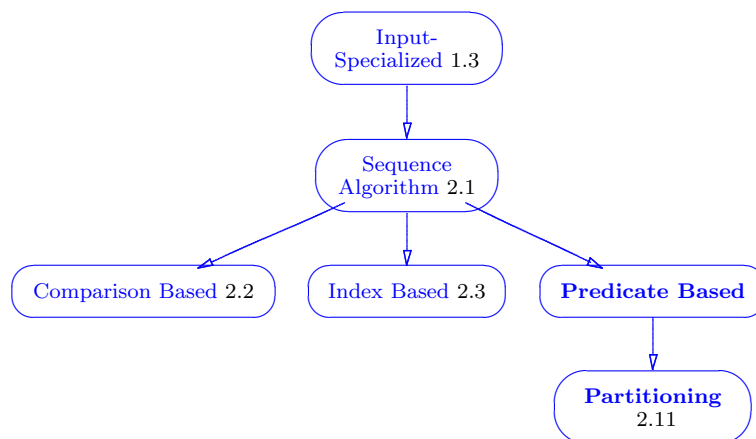 Input-
Specialized 1.3
Sequence
Algorithm 2.1
Comparison Based 2.2
Index Based 2.3
Predicate Based
Partitioning
2.11